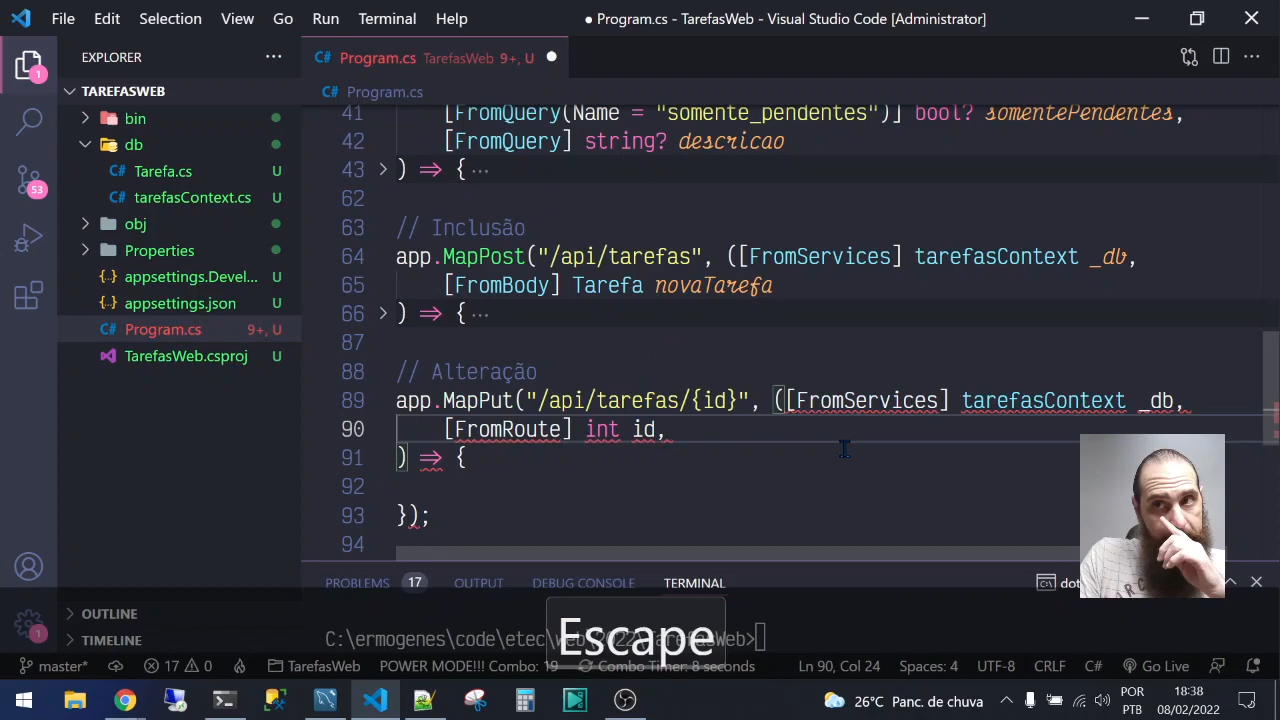 File Edit Selection View Go Run Terminal Help ● Program.cs - TarefasWeb - Visual Studio Code [Administrator]
EXPLORER ···
C# Program.cs TarefasWeb 9+, U
TAREFASWEB
Program.cs
1
bin
db
C# Tarefa.cs U
C# tarefasContext.cs U
53
obj
Properties
{..} appsettings.Devel... U
{..} appsettings.json U
C# Program.cs 9+, U
TarefasWeb.csproj U
41 [FromQuery(Name = "somente_pendentes")] bool? somentePendentes,
42 [FromQuery] string? descricao
43 ) => { ···
62
63 // Inclusão
64 app.MapPost("/api/tarefas", ([FromServices] tarefasContext _db,
65 [FromBody] Tarefa novaTarefa
66 ) => { ···
87
88 // Alteração
89 app.MapPut("/api/tarefas/{id}", ([FromServices] tarefasContext _db,
90 [FromRoute] int id,
91 ) => {
92
93 });
94
PROBLEMS 17 OUTPUT DEBUG CONSOLE TERMINAL
OUTLINE
TIMELINE
1
C:\ermogenes\code\etec\web 2022\TarefasWeb>
Escape
master* 17 0 TarefasWeb POWER MODE!!! Combo: 19 Combo Timer: 8 seconds Ln 90, Col 24 Spaces: 4 UTF-8 CRLF C# Go Live
26°C Panc. de chuva POR 18:38
PTB 08/02/2022